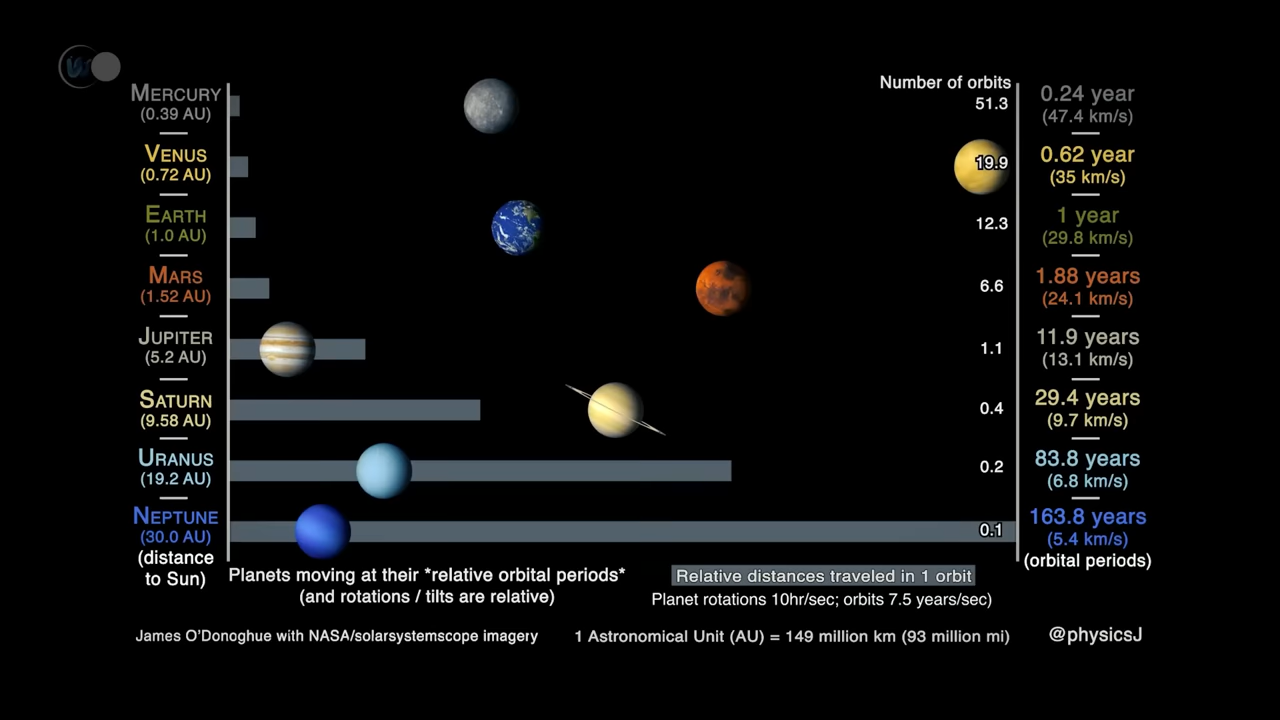 Number of orbits
MERCURY
(0.39 AU)
51.3
0.24 year
(47.4 km/s)
VENUS
(0.72 AU)
19.9
0.62 year
(35 km/s)
EARTH
(1.0 AU)
12.3
1 year
(29.8 km/s)
MARS
(1.52 AU)
6.6
1.88 years
(24.1 km/s)
JUPITER
(5.2 AU)
1.1
11.9 years
(13.1 km/s)
SATURN
(9.58 AU)
0.4
29.4 years
(9.7 km/s)
URANUS
(19.2 AU)
0.2
83.8 years
(6.8 km/s)
NEPTUNE
(30.0 AU)
0.1
163.8 years
(5.4 km/s)
(distance
to Sun)
(orbital periods)
Planets moving at their *relative orbital periods*
(and rotations / tilts are relative)
Relative distances traveled in 1 orbit
Planet rotations 10hr/sec; orbits 7.5 years/sec)
James O'Donoghue with NASA/solarsystemscope imagery
1 Astronomical Unit (AU) = 149 million km (93 million mi)
@physicsJ